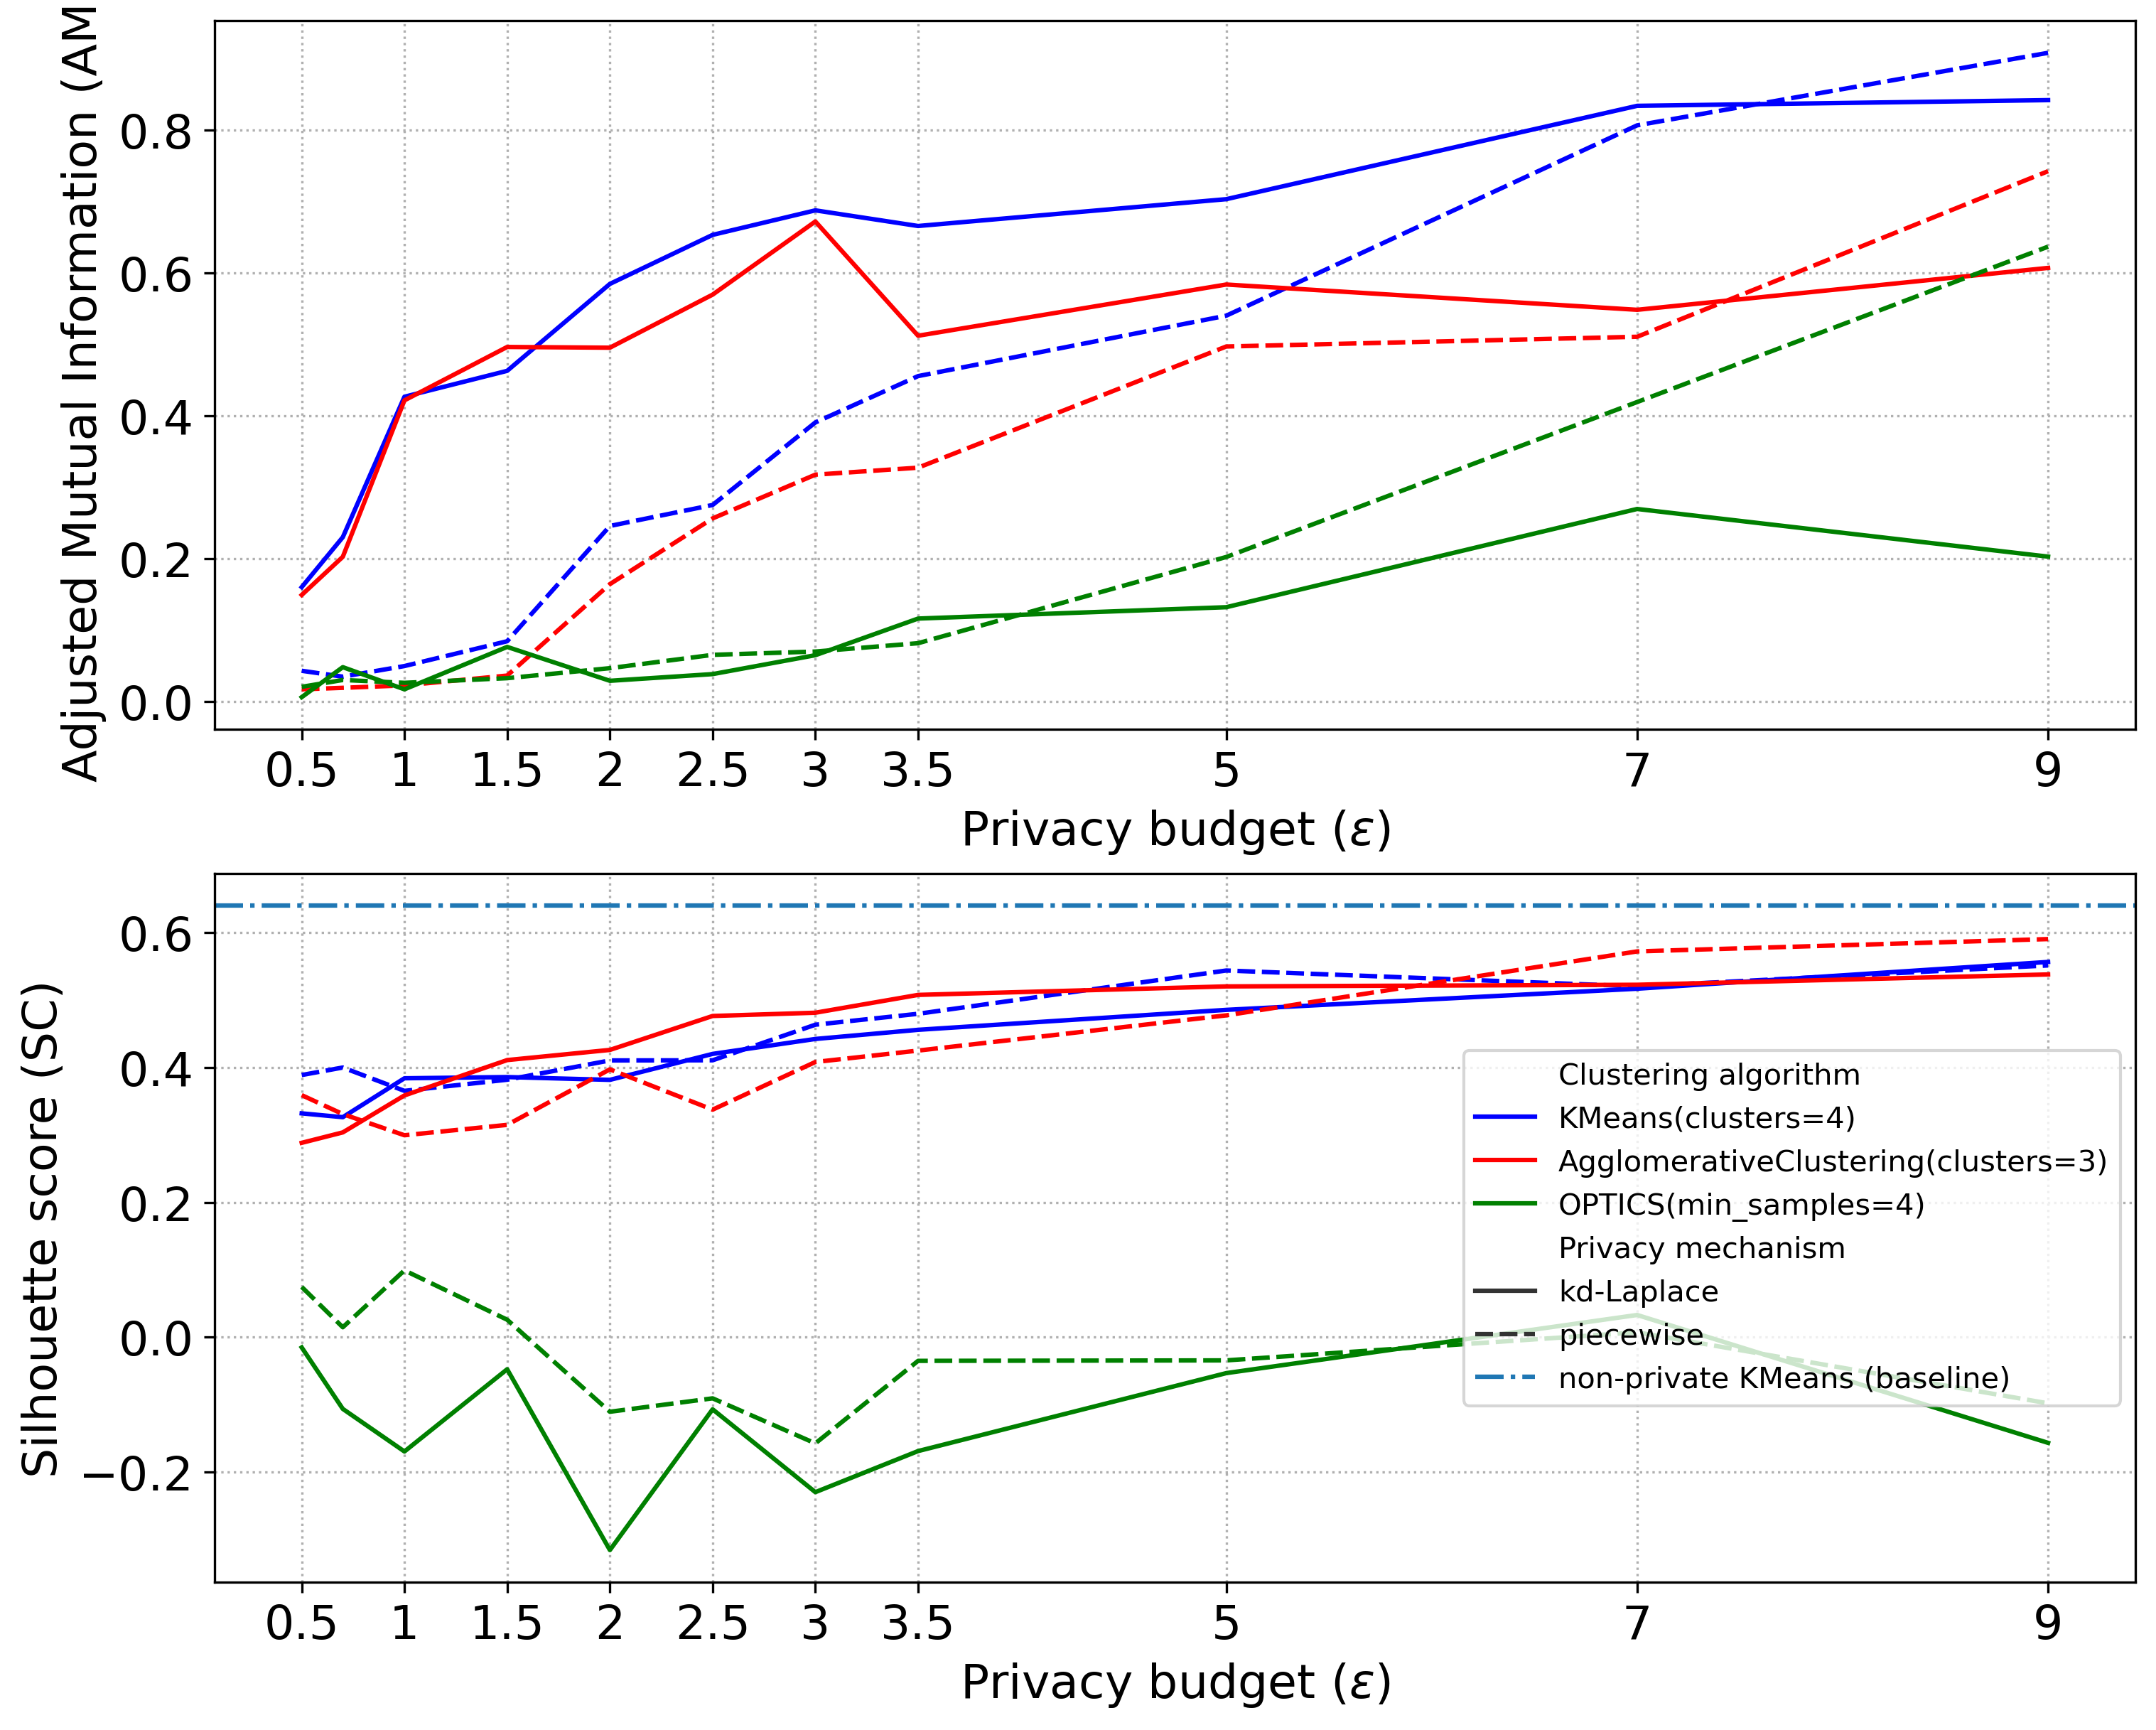 Adjusted Mutual Information (AM
0.8
0.6
0.4
0.2
0.0
0.5 1 1.5 2 2.5 3 3.5 5 7 9
Privacy budget (ε)
Silhouette score (SC)
0.6
0.4
0.2
0.0
−0.2
Clustering algorithm
KMeans(clusters=4)
AgglomerativeClustering(clusters=3)
OPTICS(min_samples=4)
Privacy mechanism
kd-Laplace
piecewise
non-private KMeans (baseline)
0.5 1 1.5 2 2.5 3 3.5 5 7 9
Privacy budget (ε)